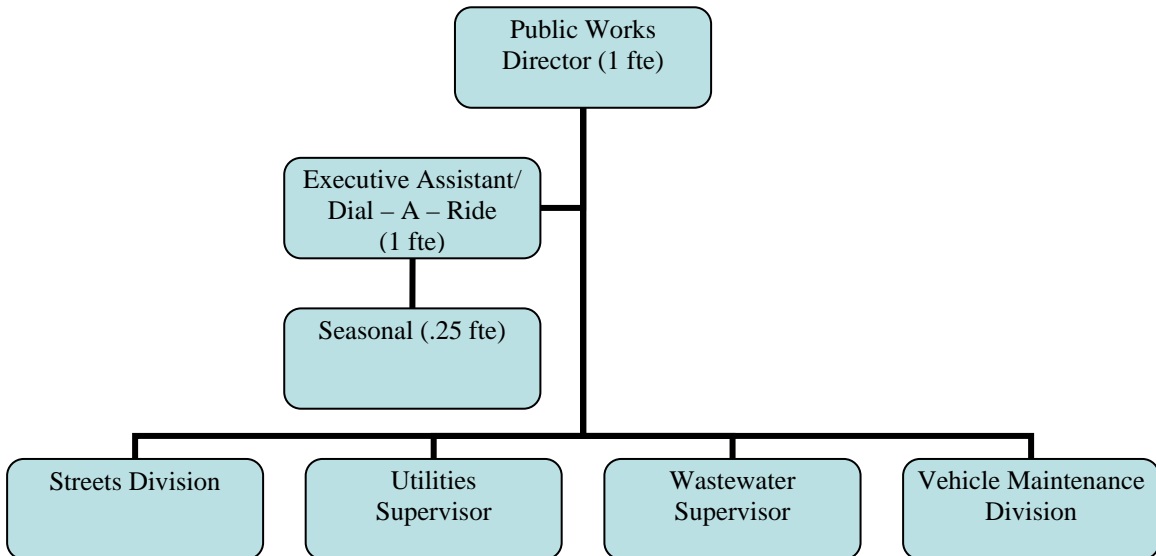 Public Works
Director (1 fte)
Executive Assistant/
Dial – A – Ride
(1 fte)
Seasonal (.25 fte)
Streets Division
Utilities
Supervisor
Wastewater
Supervisor
Vehicle Maintenance
Division